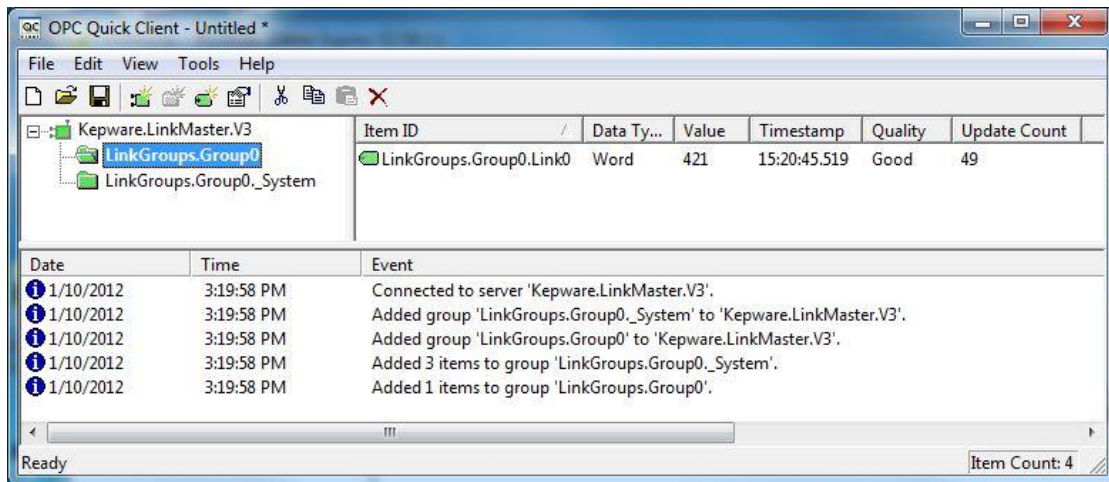 OPC Quick Client - Untitled *
File Edit View Tools Help
Kepware.LinkMaster.V3
LinkGroups.Group0
LinkGroups.Group0._System
Item ID Data Ty... Value Timestamp Quality Update Count
LinkGroups.Group0.Link0 Word 421 15:20:45.519 Good 49
Date Time Event
1/10/2012 3:19:58 PM Connected to server 'Kepware.LinkMaster.V3'.
1/10/2012 3:19:58 PM Added group 'LinkGroups.Group0._System' to 'Kepware.LinkMaster.V3'.
1/10/2012 3:19:58 PM Added group 'LinkGroups.Group0' to 'Kepware.LinkMaster.V3'.
1/10/2012 3:19:58 PM Added 3 items to group 'LinkGroups.Group0._System'.
1/10/2012 3:19:58 PM Added 1 items to group 'LinkGroups.Group0'.
Ready Item Count: 4